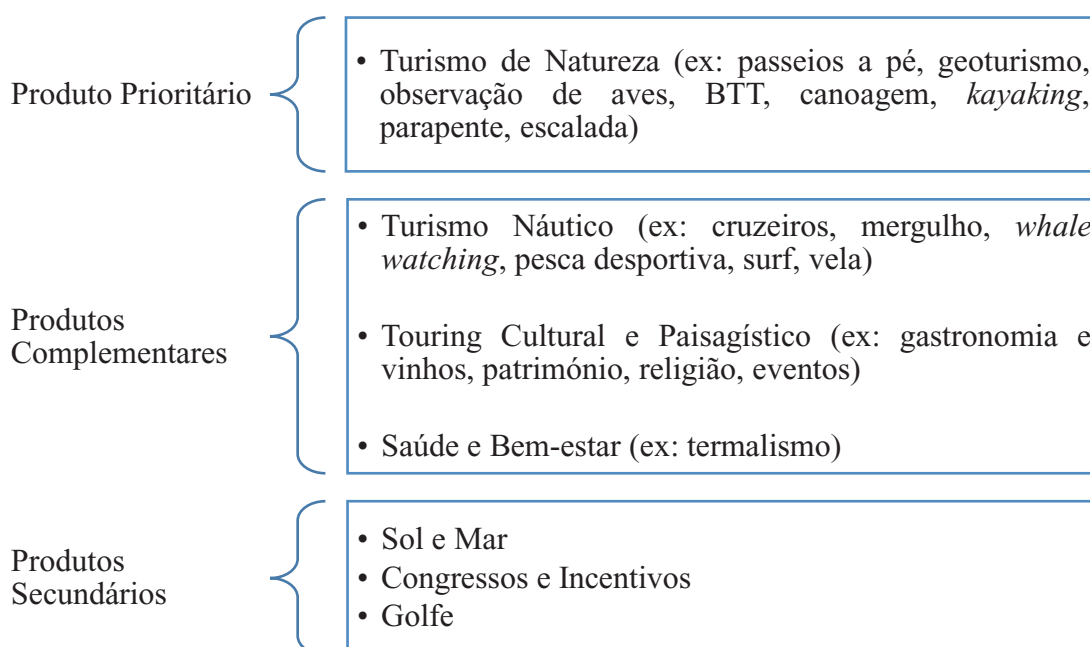 Produto Prioritário
• Turismo de Natureza (ex: passeios a pé, geoturismo,
observação de aves, BTT, canoagem, kayaking,
parapente, escalada)
Produtos
Complementares
• Turismo Náutico (ex: cruzeiros, mergulho, whale
watching, pesca desportiva, surf, vela)
• Touring Cultural e Paisagístico (ex: gastronomia e
vinhos, património, religião, eventos)
• Saúde e Bem-estar (ex: termalismo)
Produtos
Secundários
• Sol e Mar
• Congressos e Incentivos
• Golfe